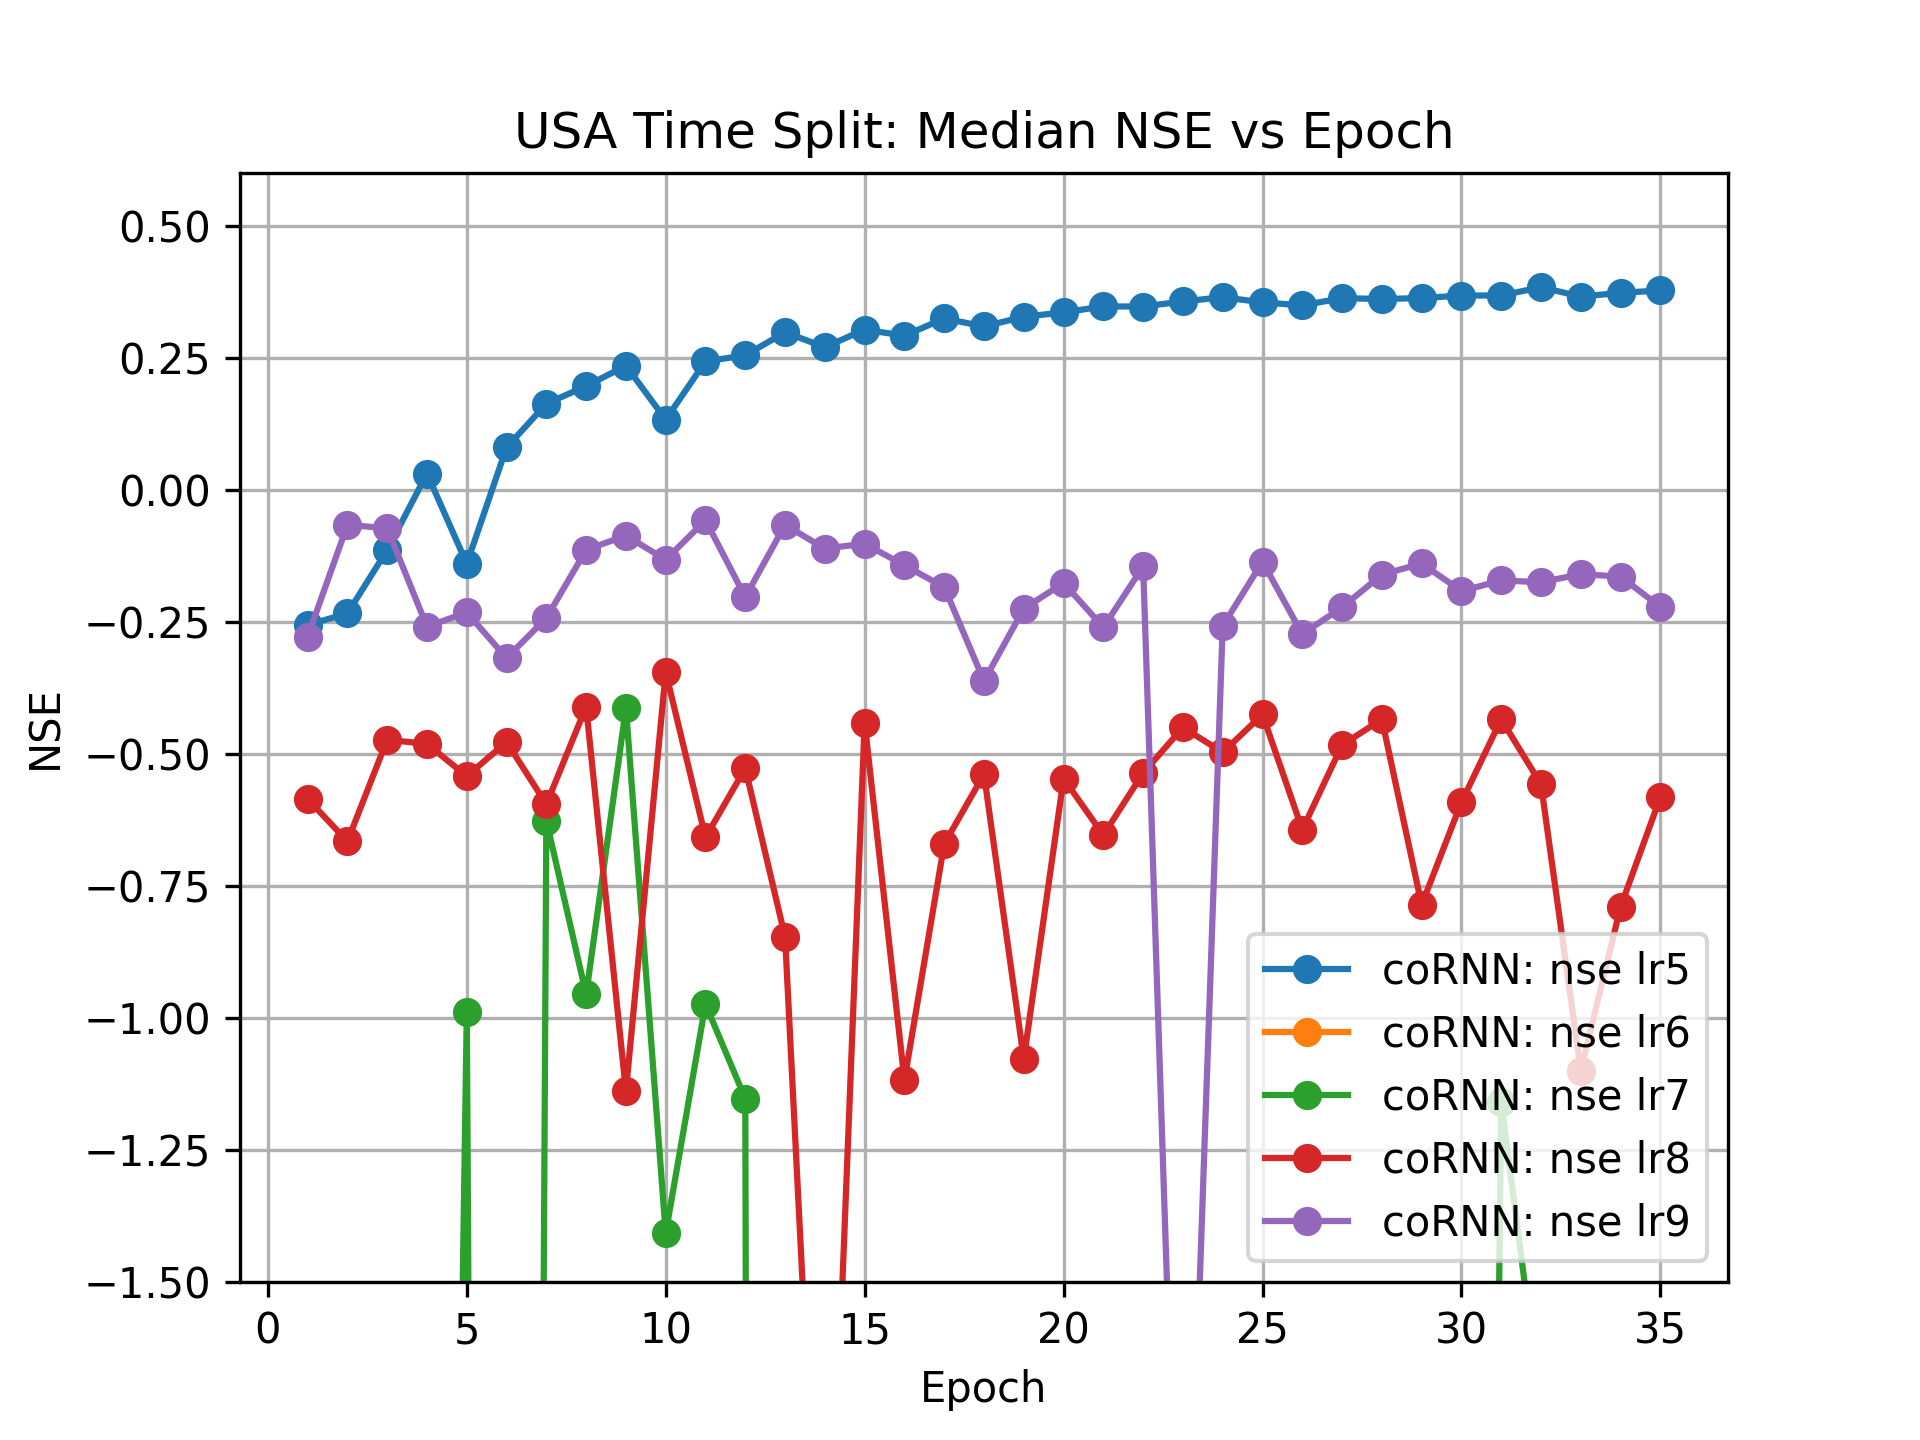 USA Time Split: Median NSE vs Epoch
0.50
0.25
0.00
−0.25
−0.50
−0.75
−1.00
−1.25
−1.50
NSE
coRNN: nse lr5
coRNN: nse lr6
coRNN: nse lr7
coRNN: nse lr8
coRNN: nse lr9
0 5 10 15 20 25 30 35
Epoch